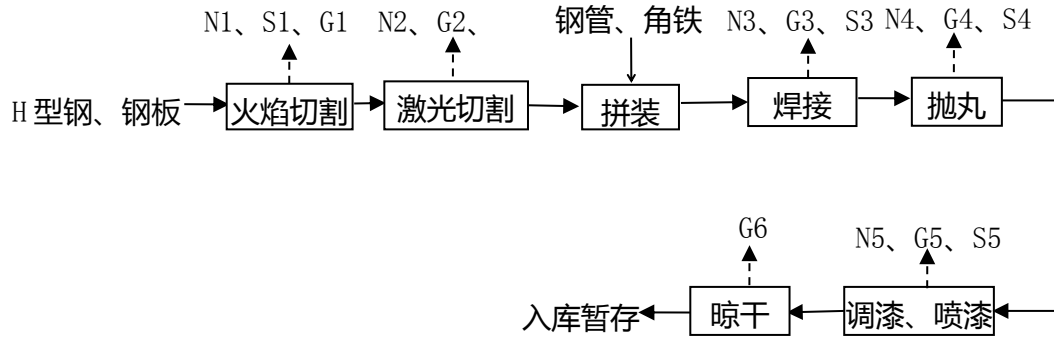 N1、S1、G1
N2、G2、
钢管、角铁
N3、G3、S3
N4、G4、S4
H 型钢、钢板
火焰切割
激光切割
拼装
焊接
抛丸
G6
N5、G5、S5
入库暂存
晾干
调漆、喷漆